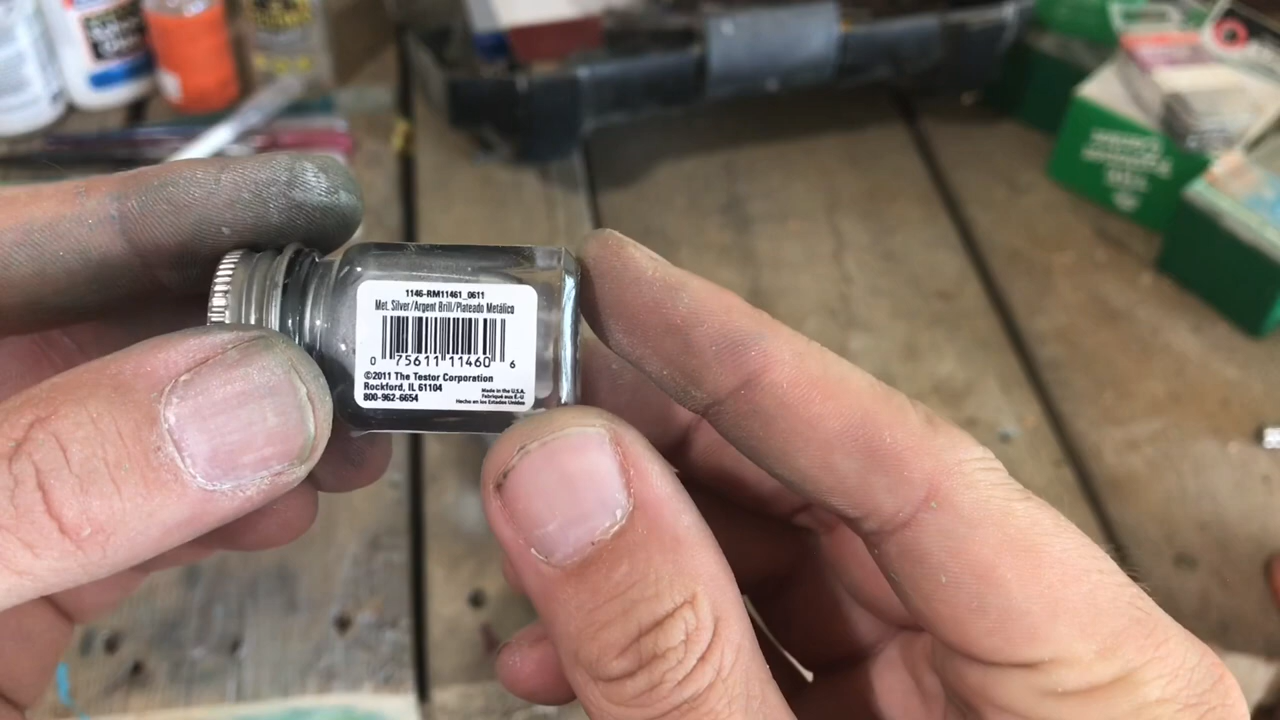 1146-RM11461_0611
Met. Silver/Argent Brill/Plateado Metálico
0 75611 11460 6
©2011 The Testor Corporation
Rockford, IL 61104
800-962-6654
Made in the U.S.A.
Fabriqué aux É.-U
Hecho en los Estados Unidos